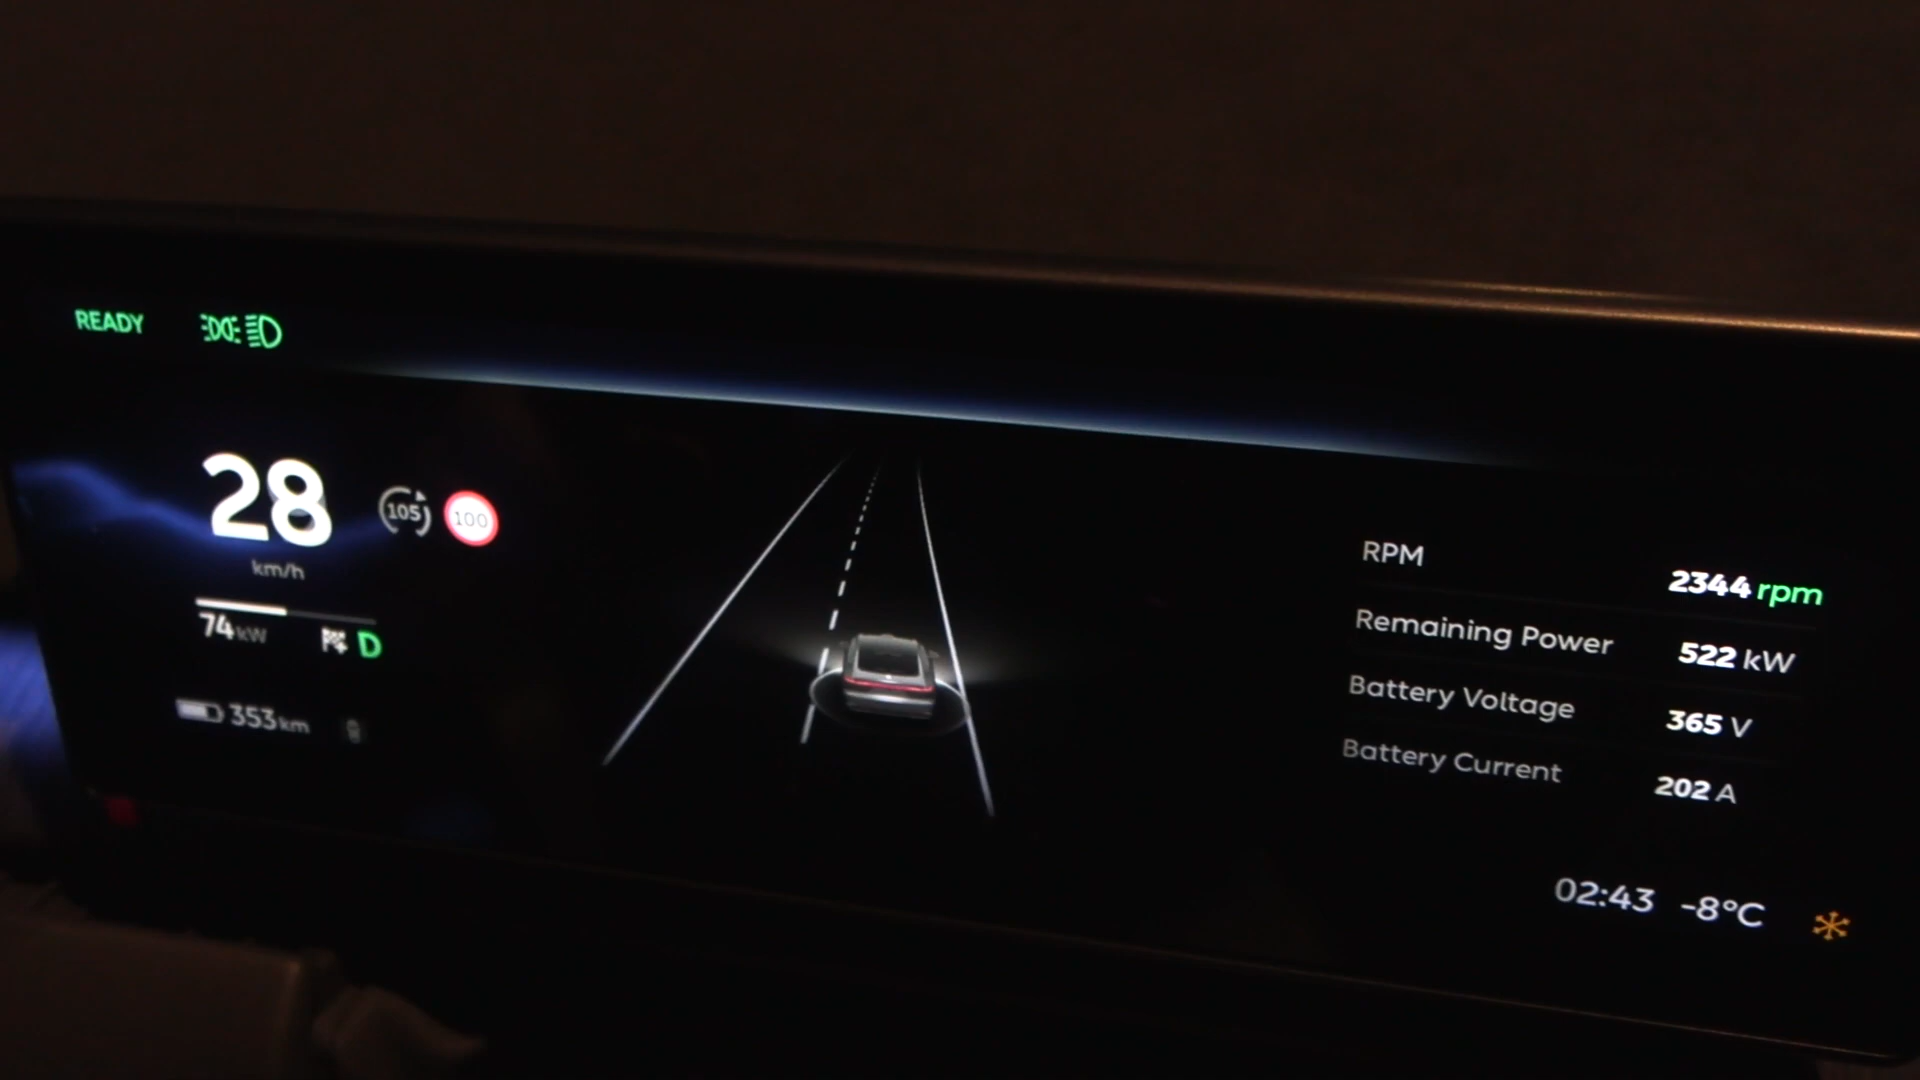 READY
28
105
100
km/h
74 kW
D
353 km
RPM
2344 rpm
Remaining Power
522 kW
Battery Voltage
365 V
Battery Current
202 A
02:43 -8°C